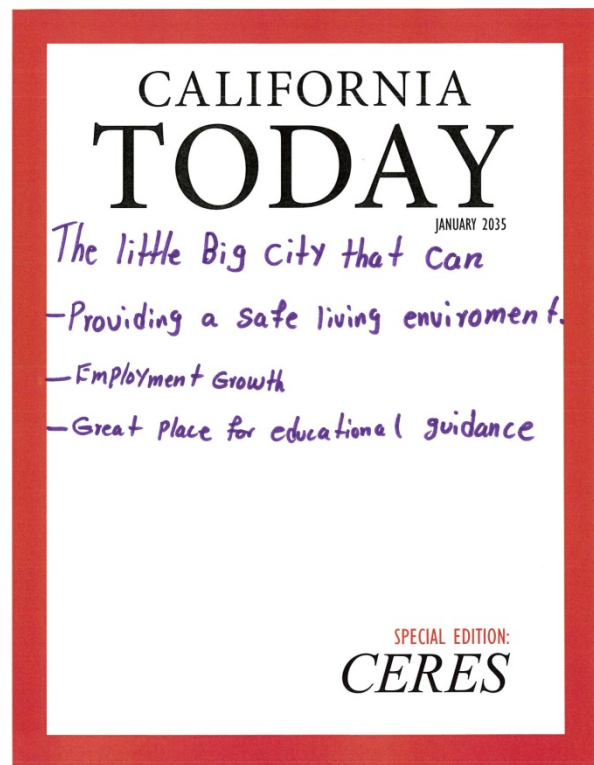 CALIFORNIA
TODAY
JANUARY 2035
The little Big City that Can
-Providing a safe living enviroment.
-Employment Growth
-Great Place for educational guidance
SPECIAL EDITION:
CERES